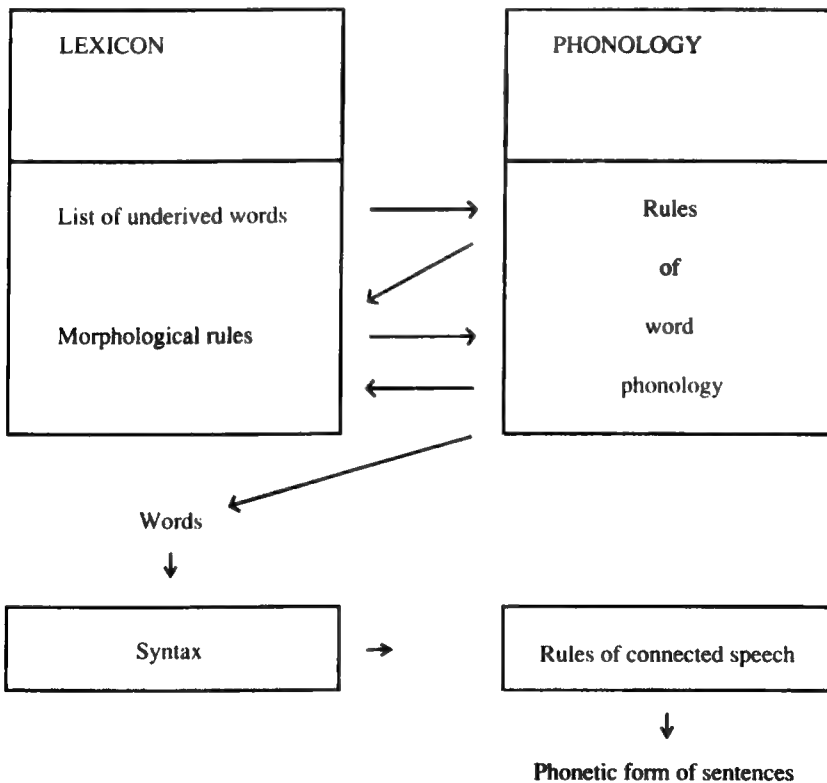 LEXICON
PHONOLOGY
List of underived words
Morphological rules
Rules
of
word
phonology
Words
Syntax
Rules of connected speech
Phonetic form of sentences